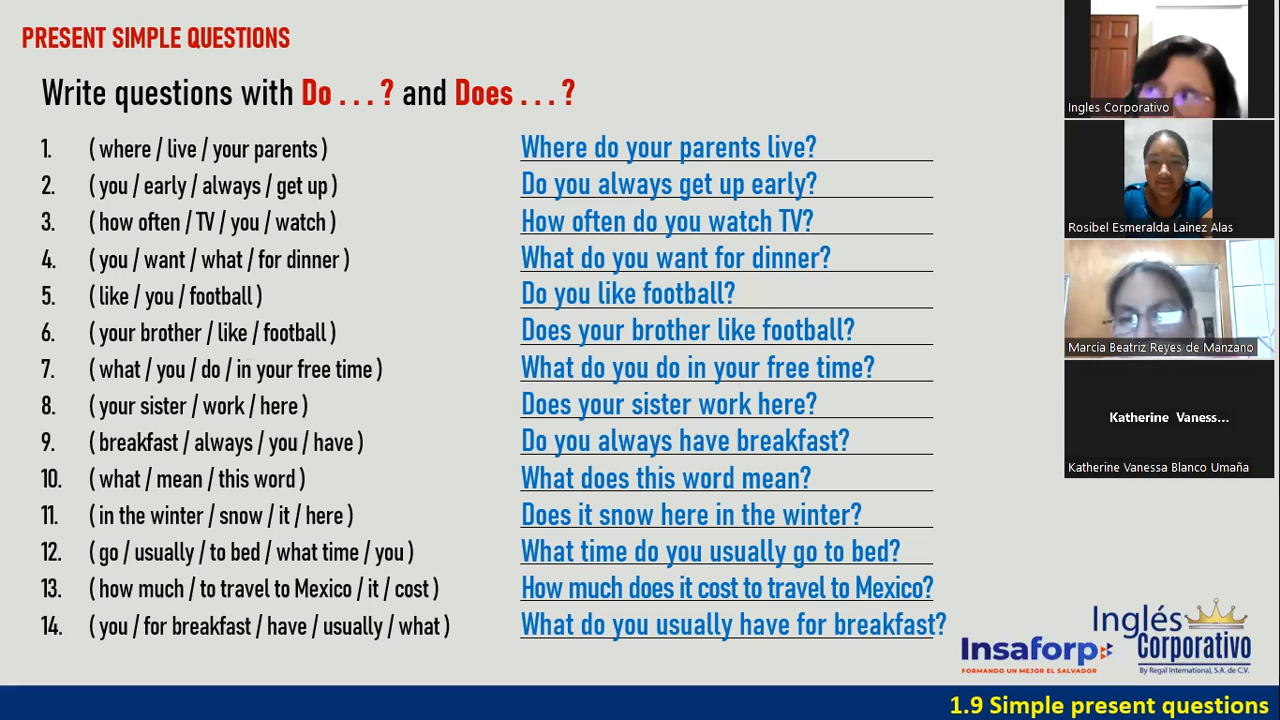 PRESENT SIMPLE QUESTIONS
Write questions with Do . . . ? and Does . . . ?
1. ( where / live / your parents ) Where do your parents live?
2. ( you / early / always / get up ) Do you always get up early?
3. ( how often / TV / you / watch ) How often do you watch TV?
4. ( you / want / what / for dinner ) What do you want for dinner?
5. ( like / you / football ) Do you like football?
6. ( your brother / like / football ) Does your brother like football?
7. ( what / you / do / in your free time ) What do you do in your free time?
8. ( your sister / work / here ) Does your sister work here?
9. ( breakfast / always / you / have ) Do you always have breakfast?
10. ( what / mean / this word ) What does this word mean?
11. ( in the winter / snow / it / here ) Does it snow here in the winter?
12. ( go / usually / to bed / what time / you ) What time do you usually go to bed?
13. ( how much / to travel to Mexico / it / cost ) How much does it cost to travel to Mexico?
14. ( you / for breakfast / have / usually / what ) What do you usually have for breakfast?
Ingles Corporativo
Rosibel Esmeralda Lainez Alas
Marcia Beatriz Reyes de Manzano
Katherine Vaness...
Katherine Vanessa Blanco Umaña
Insaforp
FORMANDO UN MEJOR EL SALVADOR
Inglés
Corporativo
By Regal International, S.A. de C.V.
1.9 Simple present questions